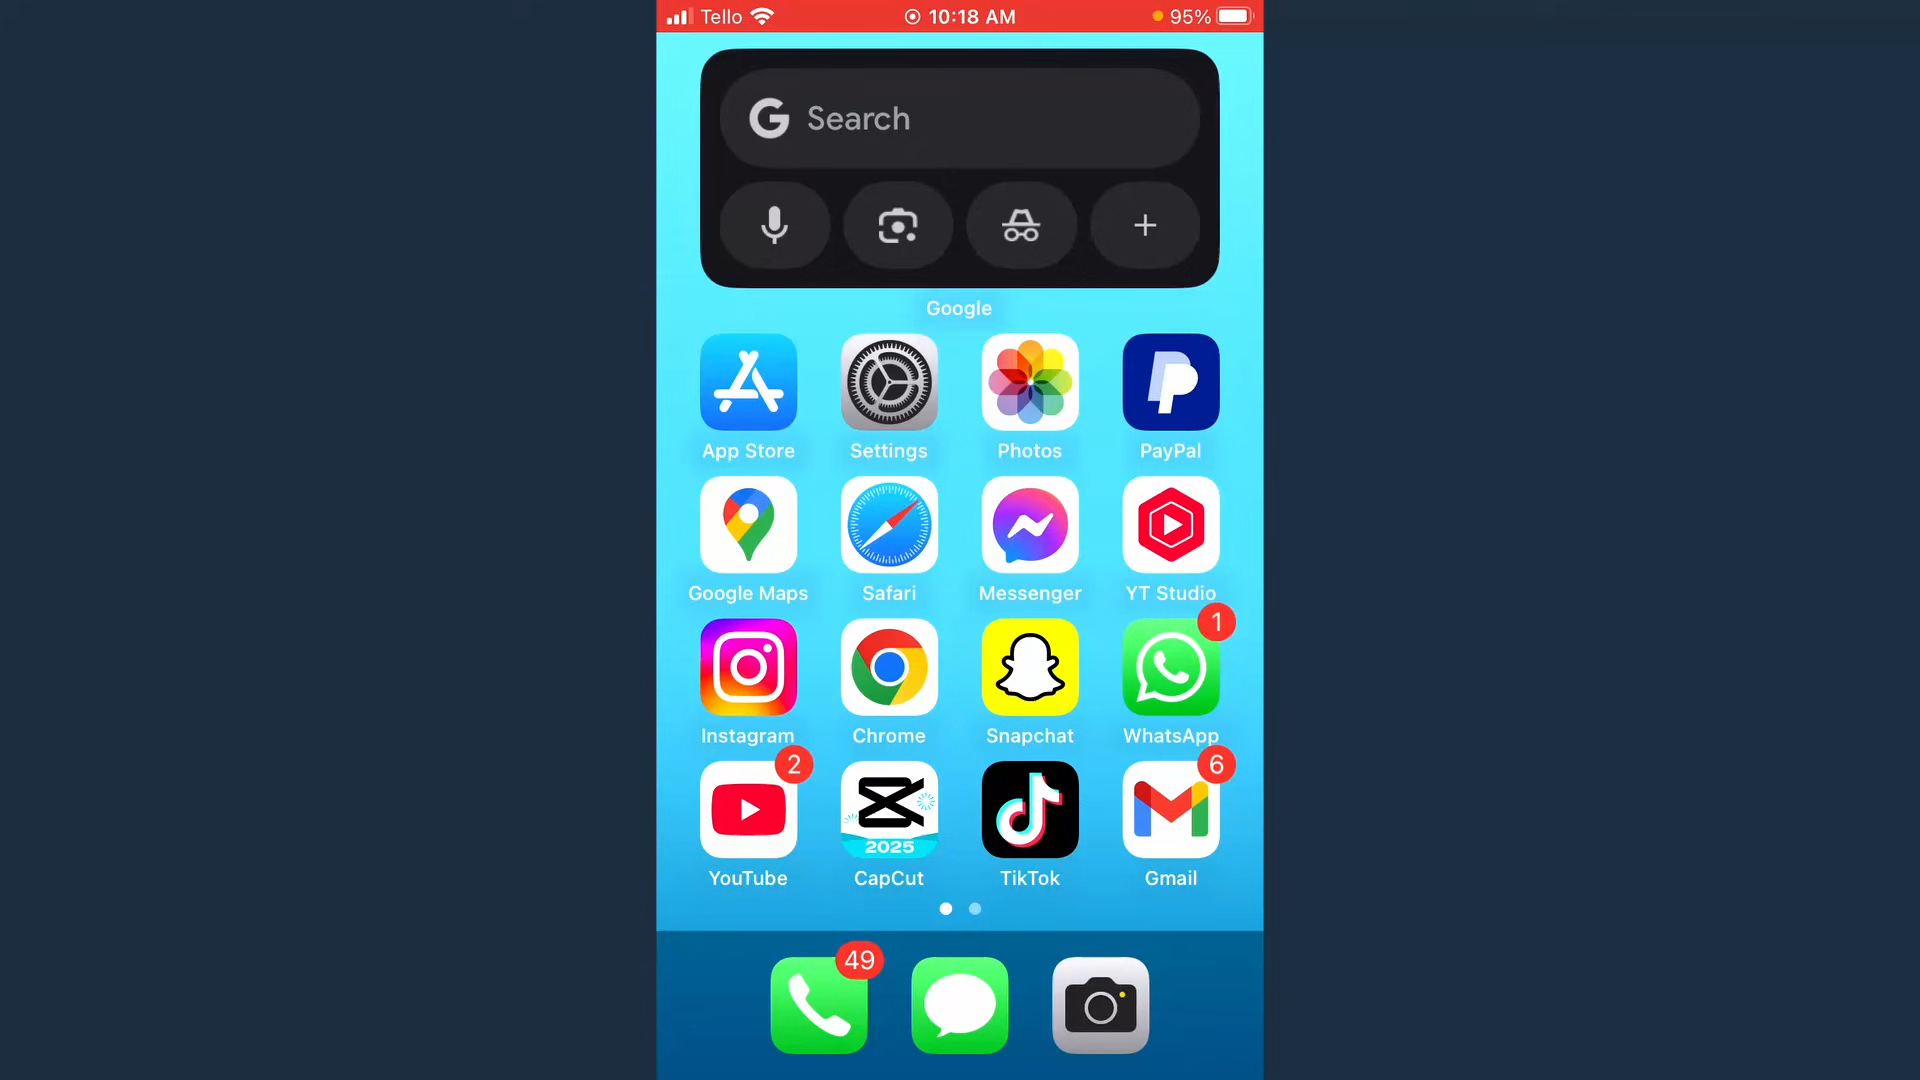 Tello 10:18 AM 95%
Search
Google
App Store Settings Photos PayPal
Google Maps Safari Messenger YT Studio
1
Instagram Chrome Snapchat WhatsApp
2 6
2025
YouTube CapCut TikTok Gmail
49